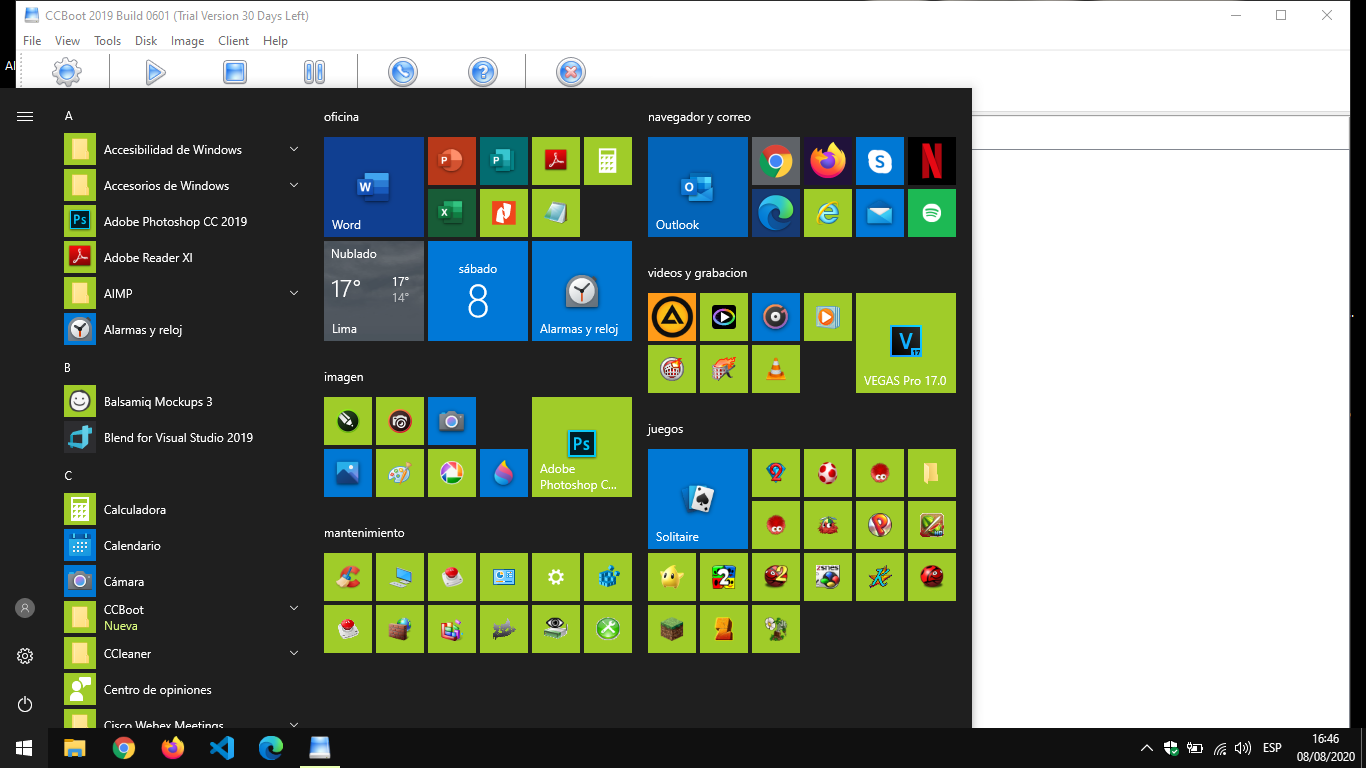 CCBoot 2019 Build 0601 (Trial Version 30 Days Left)
File View Tools Disk Image Client Help
A
Accesibilidad de Windows
Accesorios de Windows
Adobe Photoshop CC 2019
Adobe Reader XI
AIMP
Alarmas y reloj
B
Balsamiq Mockups 3
Blend for Visual Studio 2019
C
Calculadora
Calendario
Cámara
CCBoot
Nueva
CCleaner
Centro de opiniones
Cisco Webex Meetings
oficina
Word
Nublado
17°
17°
14°
Lima
sábado
8
Alarmas y reloj
imagen
Adobe
Photoshop C...
mantenimiento
navegador y correo
Outlook
videos y grabacion
VEGAS Pro 17.0
juegos
Solitaire
ESP
16:46
08/08/2020